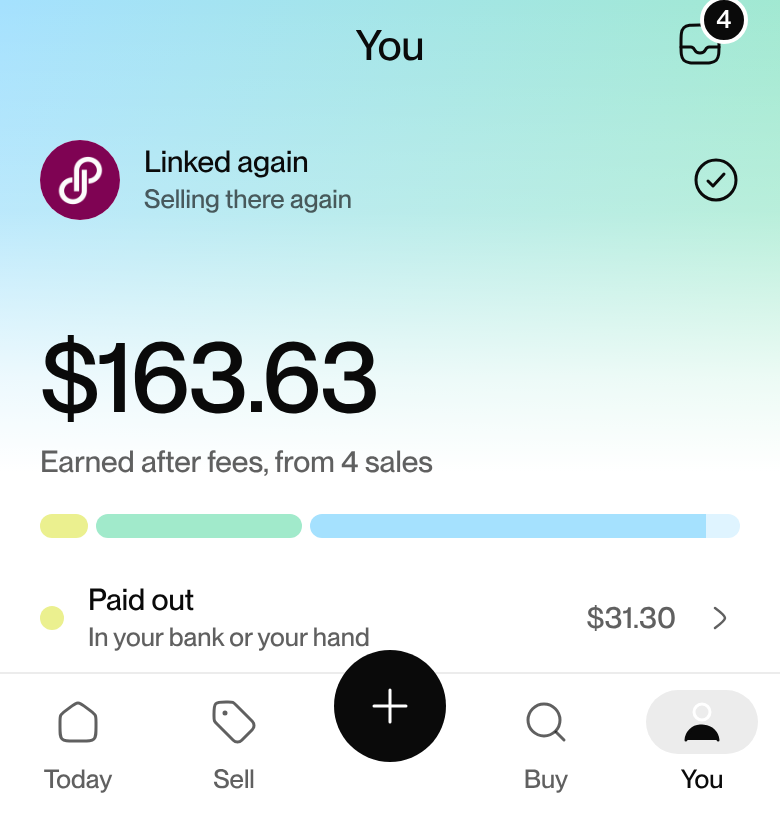 You
4
Linked again
Selling there again
$163.63
Earned after fees, from 4 sales
Paid out
In your bank or your hand
$31.30
Today
Sell
Buy
You